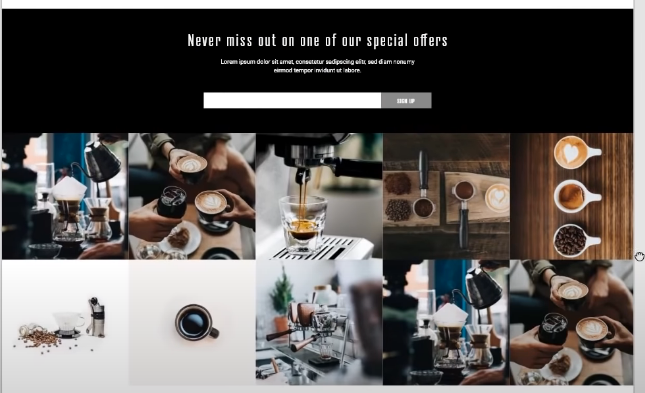 Never miss out on one of our special offers
Lorem ipsum dolor sit amet, consetetur sadipscing elitr, sed diam nonumy
eirmod tempor invidunt ut labore.
SIGN UP